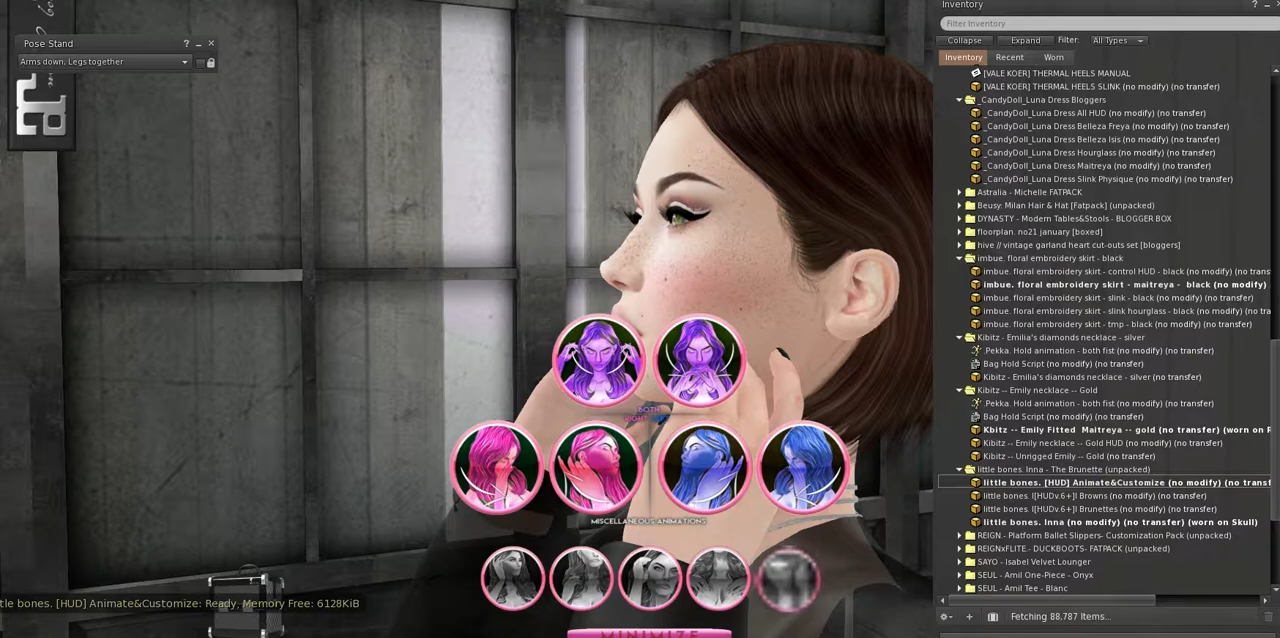 Pose Stand
Arms down, Legs together
BOTH
RIGHT
MISCELLANEOUS ANIMATIONS
MINIMIZE
tle bones. [HUD] Animate&Customize: Ready, Memory Free: 6128KiB
Inventory
Filter Inventory
Collapse
Expand
Filter:
All Types
Inventory
Recent
Worn
[VALE KOER] THERMAL HEELS MANUAL
[VALE KOER] THERMAL HEELS SLINK (no modify) (no transfer)
_CandyDoll_Luna Dress Bloggers
_CandyDoll_Luna Dress All HUD (no modify) (no transfer)
_CandyDoll_Luna Dress Belleza Freya (no modify) (no transfer)
_CandyDoll_Luna Dress Belleza Isis (no modify) (no transfer)
_CandyDoll_Luna Dress Hourglass (no modify) (no transfer)
_CandyDoll_Luna Dress Maitreya (no modify) (no transfer)
_CandyDoll_Luna Dress Slink Physique (no modify) (no transfer)
Astralia - Michelle FATPACK
Beusy: Milan Hair & Hat [Fatpack] (unpacked)
DYNASTY - Modern Tables&Stools - BLOGGER BOX
floorplan. no21 january [boxed]
hive // vintage garland heart cut-outs set [bloggers]
imbue. floral embroidery skirt - black
imbue. floral embroidery skirt - control HUD - black (no modify) (no trans
imbue. floral embroidery skirt - maitreya - black (no modify)
imbue. floral embroidery skirt - slink - black (no modify) (no transfer)
imbue. floral embroidery skirt - slink hourglass - black (no modify) (no tra
imbue. floral embroidery skirt - tmp - black (no modify) (no transfer)
Kibitz - Emilia's diamonds necklace - silver
.Pekka. Hold animation - both fist (no modify) (no transfer)
Bag Hold Script (no modify) (no transfer)
Kibitz - Emilia's diamonds necklace - silver (no transfer)
Kibitz -- Emily necklace -- Gold
.Pekka. Hold animation - both fist (no modify) (no transfer)
Bag Hold Script (no modify) (no transfer)
Kbitz -- Emily Fitted Maitreya -- gold (no transfer) (worn on R
Kibitz -- Emily necklace -- Gold HUD (no modify) (no transfer)
Kibitz -- Unrigged Emily -- Gold (no transfer)
little bones. Inna - The Brunette (unpacked)
little bones. [HUD] Animate&Customize (no modify) (no transf
little bones. I[HUDv.6+]I Browns (no modify) (no transfer)
little bones. I[HUDv.6+]I Brunettes (no modify) (no transfer)
little bones. Inna (no modify) (no transfer) (worn on Skull)
REIGN - Platform Ballet Slippers- Customization Pack (unpacked)
REIGNxFLITE - DUCKBOOTS- FATPACK (unpacked)
SAYO - Isabel Velvet Lounger
SEUL - Amil One-Piece - Onyx
SEUL - Amil Tee - Blanc
Fetching 88,787 Items...